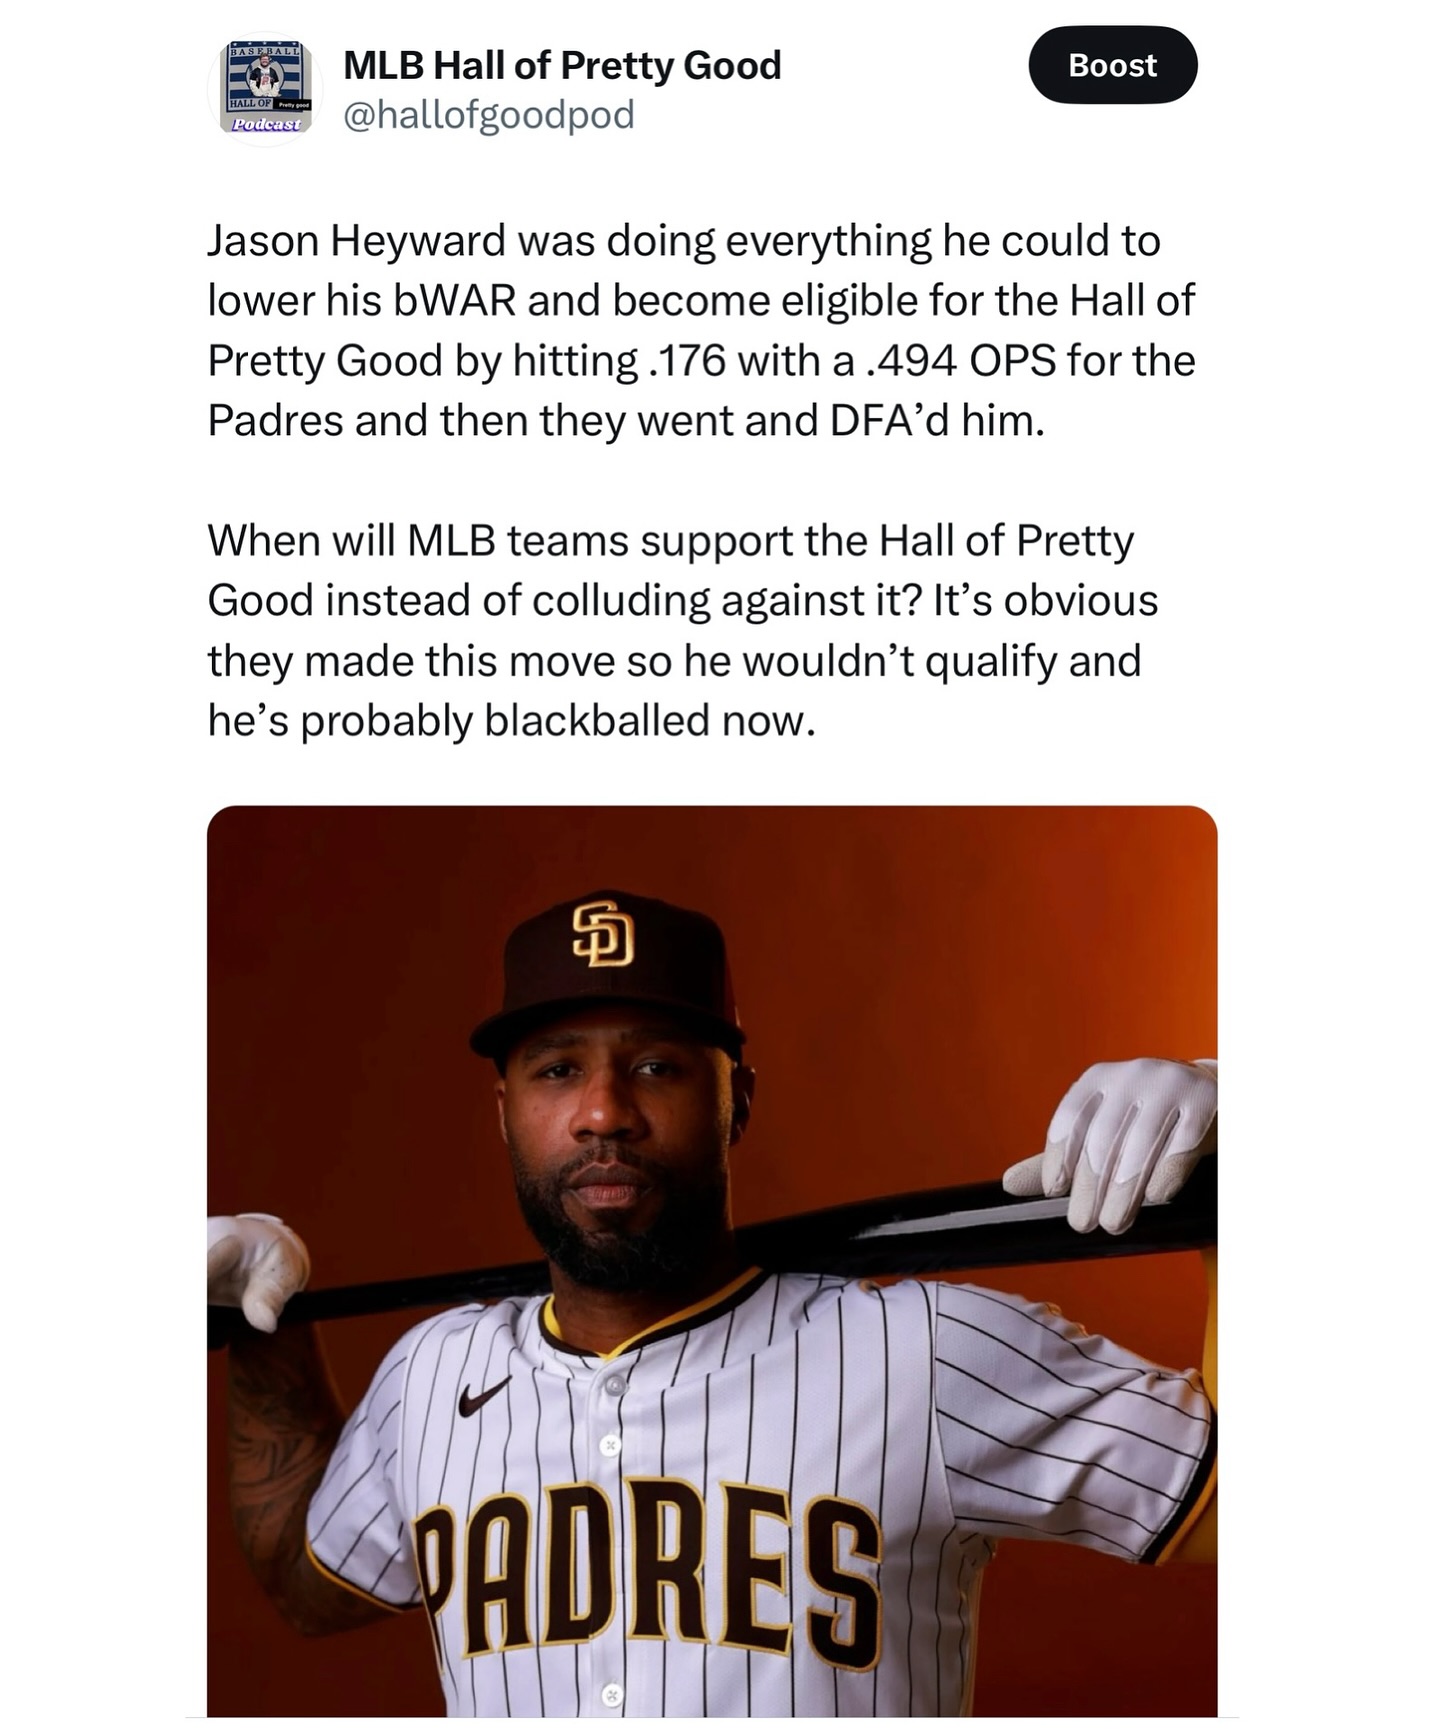 BASEBALL
HALL OF Pretty good
Podcast
MLB Hall of Pretty Good
@hallofgoodpod
Boost
Jason Heyward was doing everything he could to
lower his bWAR and become eligible for the Hall of
Pretty Good by hitting .176 with a .494 OPS for the
Padres and then they went and DFA’d him.
When will MLB teams support the Hall of Pretty
Good instead of colluding against it? It’s obvious
they made this move so he wouldn’t qualify and
he’s probably blackballed now.
SD
PADRES